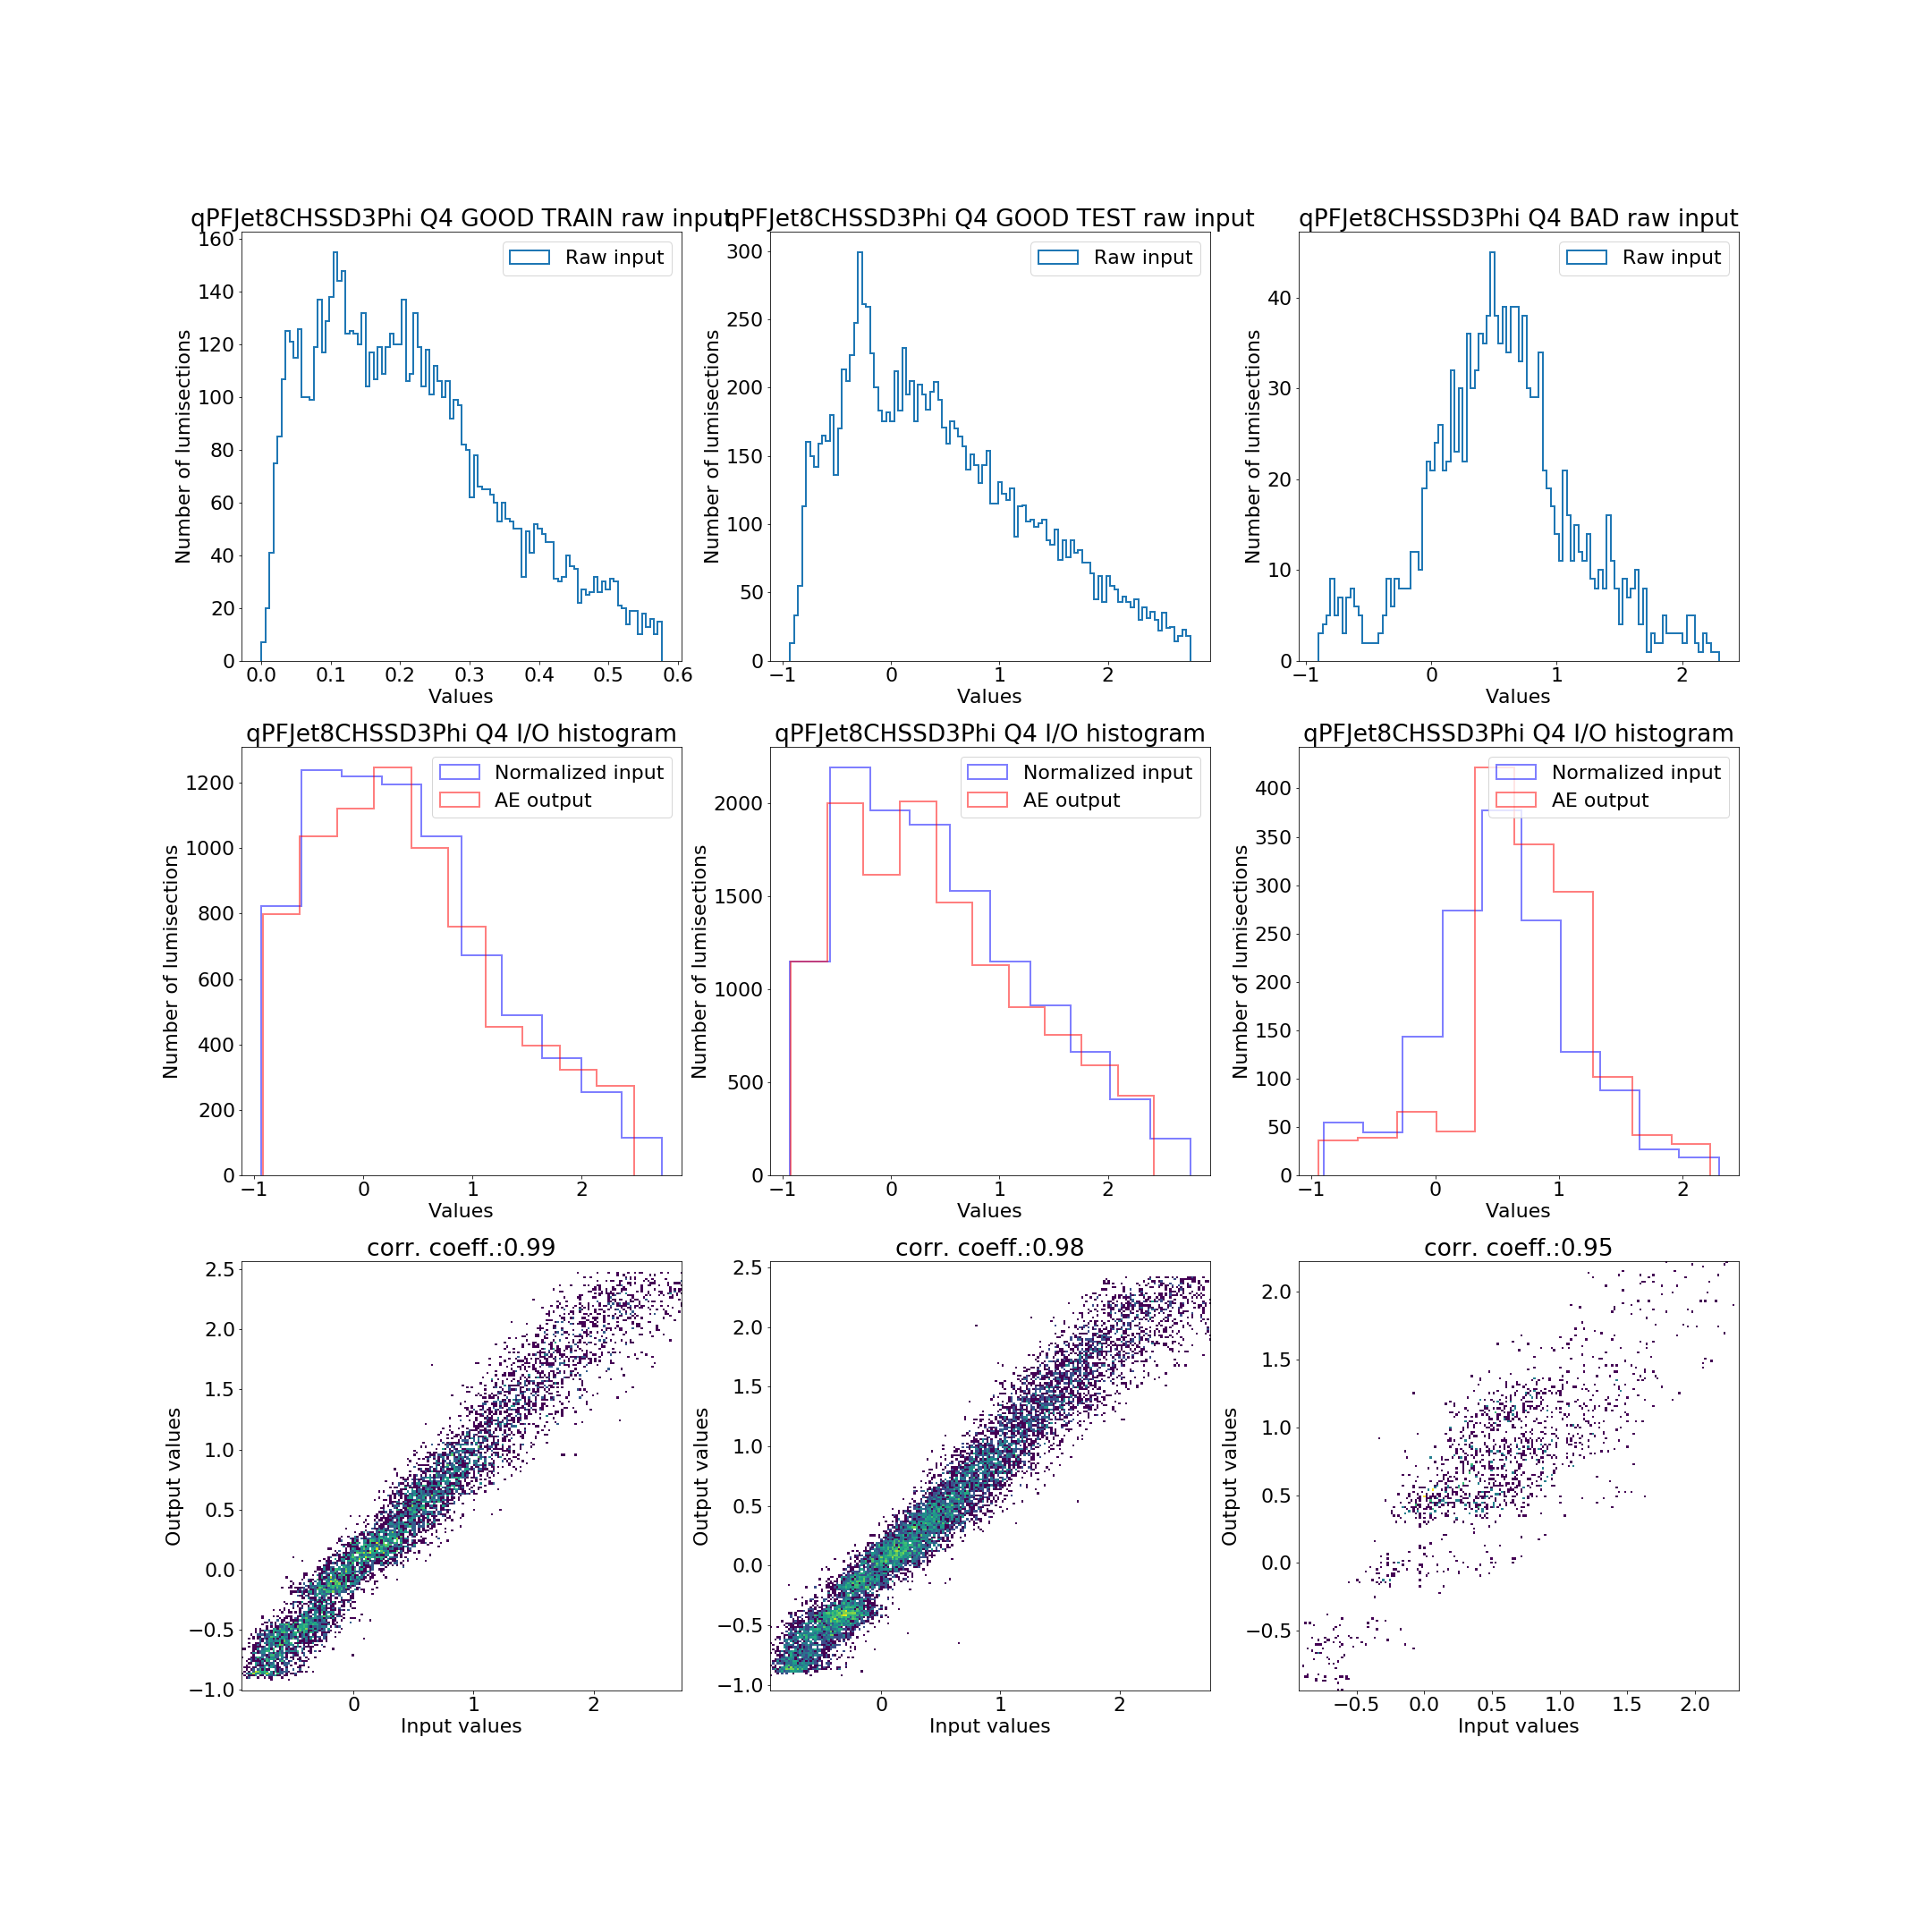 qPFJet8CHSSD3Phi Q4 GOOD TRAIN raw input
qPFJet8CHSSD3Phi Q4 GOOD TEST raw input
qPFJet8CHSSD3Phi Q4 BAD raw input
Raw input
Raw input
Raw input
Number of lumisections
160
140
120
100
80
60
40
20
0
0.0 0.1 0.2 0.3 0.4 0.5 0.6
Values
Number of lumisections
300
250
200
150
100
50
0
−1 0 1 2
Values
Number of lumisections
40
30
20
10
0
−1 0 1 2
Values
qPFJet8CHSSD3Phi Q4 I/O histogram
Normalized input
AE output
Number of lumisections
1200
1000
800
600
400
200
0
−1 0 1 2
Values
qPFJet8CHSSD3Phi Q4 I/O histogram
Normalized input
AE output
Number of lumisections
2000
1500
1000
500
0
−1 0 1 2
Values
qPFJet8CHSSD3Phi Q4 I/O histogram
Normalized input
AE output
Number of lumisections
400
350
300
250
200
150
100
50
0
−1 0 1 2
Values
corr. coeff.:0.99
Output values
2.5
2.0
1.5
1.0
0.5
0.0
−0.5
−1.0
0 1 2
Input values
corr. coeff.:0.98
Output values
2.5
2.0
1.5
1.0
0.5
0.0
−0.5
−1.0
0 1 2
Input values
corr. coeff.:0.95
Output values
2.0
1.5
1.0
0.5
0.0
−0.5
−0.5 0.0 0.5 1.0 1.5 2.0
Input values